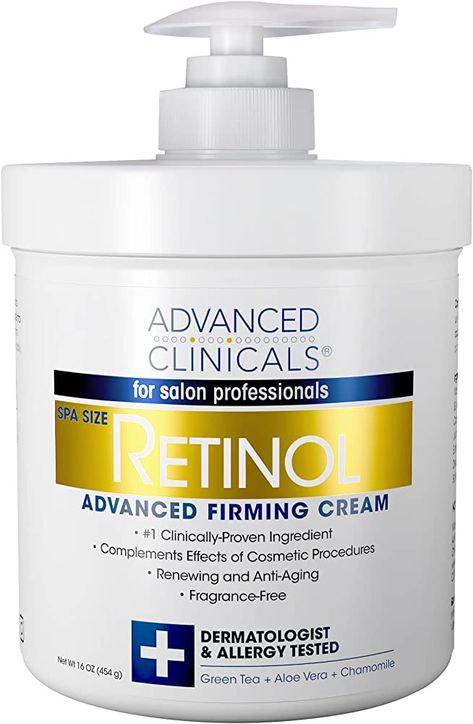 ADVANCED
CLINICALS®
for salon professionals
SPA SIZE
RETINOL
ADVANCED FIRMING CREAM
• #1 Clinically-Proven Ingredient
• Complements Effects of Cosmetic Procedures
• Renewing and Anti-Aging
• Fragrance-Free
DERMATOLOGIST
& ALLERGY TESTED
Net Wt 16 OZ (454 g)
Green Tea + Aloe Vera + Chamomile